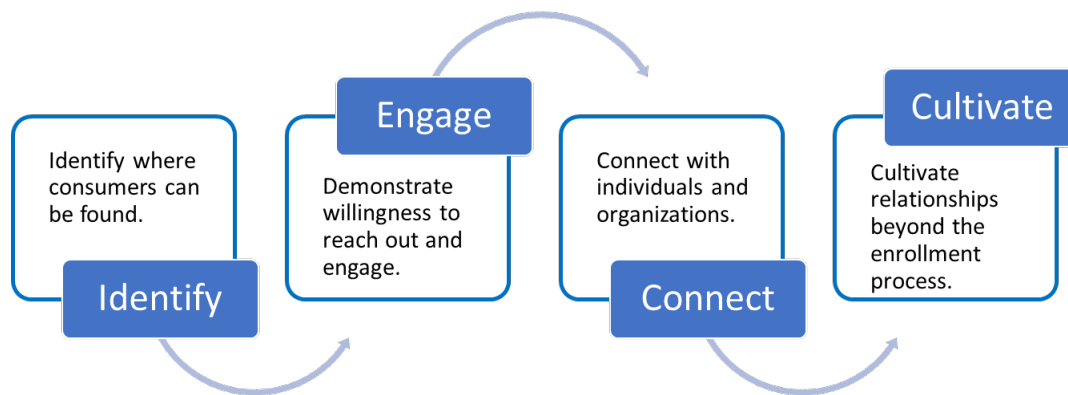 Identify where
consumers can
be found.
Identify
Engage
Demonstrate
willingness to
reach out and
engage.
Connect with
individuals and
organizations.
Connect
Cultivate
Cultivate
relationships
beyond the
enrollment
process.